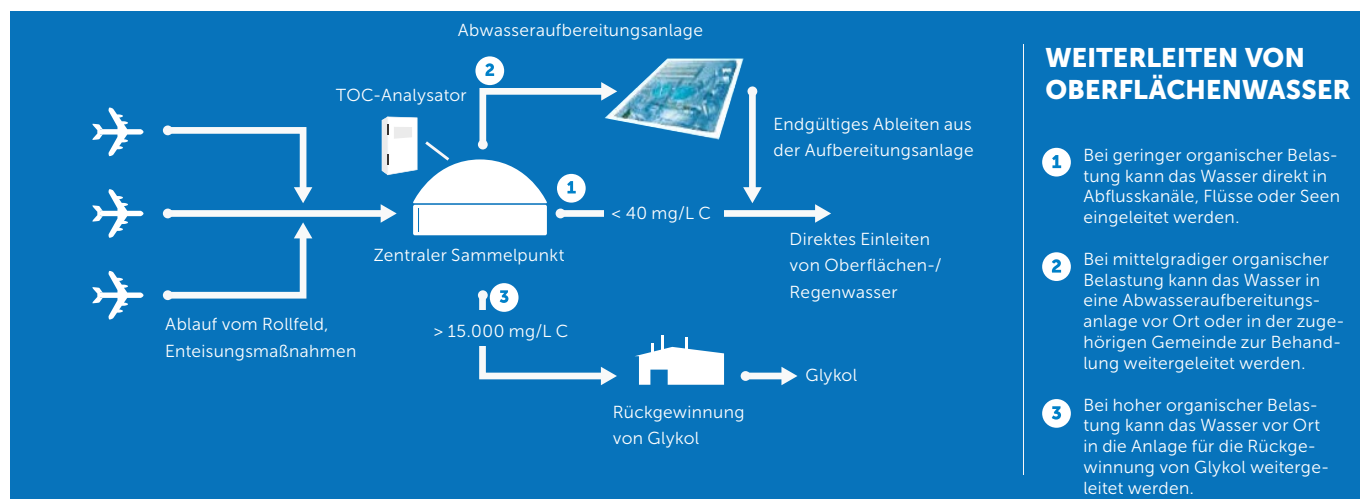 Abwasseraufbereitungsanlage
2
TOC-Analysator
Endgültiges Ableiten aus
der Aufbereitungsanlage
1
< 40 mg/L C
Zentraler Sammelpunkt
Direktes Einleiten
von Oberflächen-/
Regenwasser
3
> 15.000 mg/L C
Ablauf vom Rollfeld,
Enteisungsmaßnahmen
Glykol
Rückgewinnung
von Glykol
WEITERLEITEN VON
OBERFLÄCHENWASSER
1 Bei geringer organischer Belas-
tung kann das Wasser direkt in
Abflusskanäle, Flüsse oder Seen
eingeleitet werden.
2 Bei mittelgradiger organischer
Belastung kann das Wasser in
eine Abwasseraufbereitungs-
anlage vor Ort oder in der zuge-
hörigen Gemeinde zur Behand-
lung weitergeleitet werden.
3 Bei hoher organischer Belas-
tung kann das Wasser vor Ort
in die Anlage für die Rückge-
winnung von Glykol weiterge-
leitet werden.